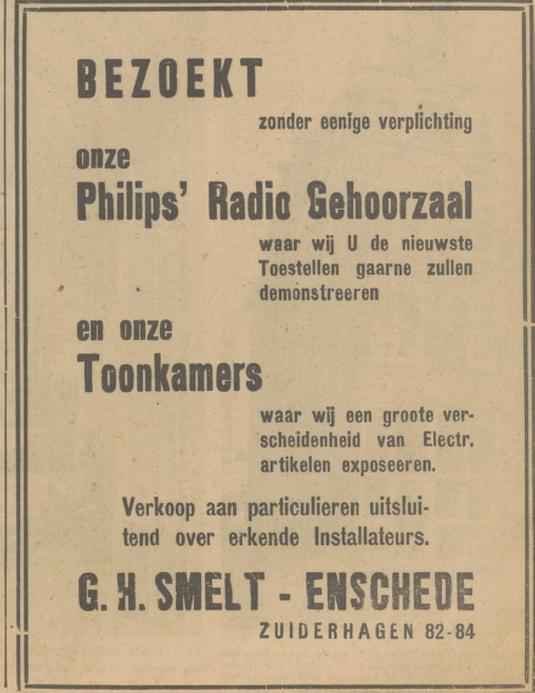 BEZOEKT
zonder eenige verplichting
onze
Philips' Radio Gehoorzaal
waar wij U de nieuwste
Toestellen gaarne zullen
demonstreeren
en onze
Toonkamers
waar wij een groote ver-
scheidenheid van Electr.
artikelen exposeeren.
Verkoop aan particulieren uitslui-
tend over erkende Installateurs.
G. H. SMELT - ENSCHEDE
ZUIDERHAGEN 82-84